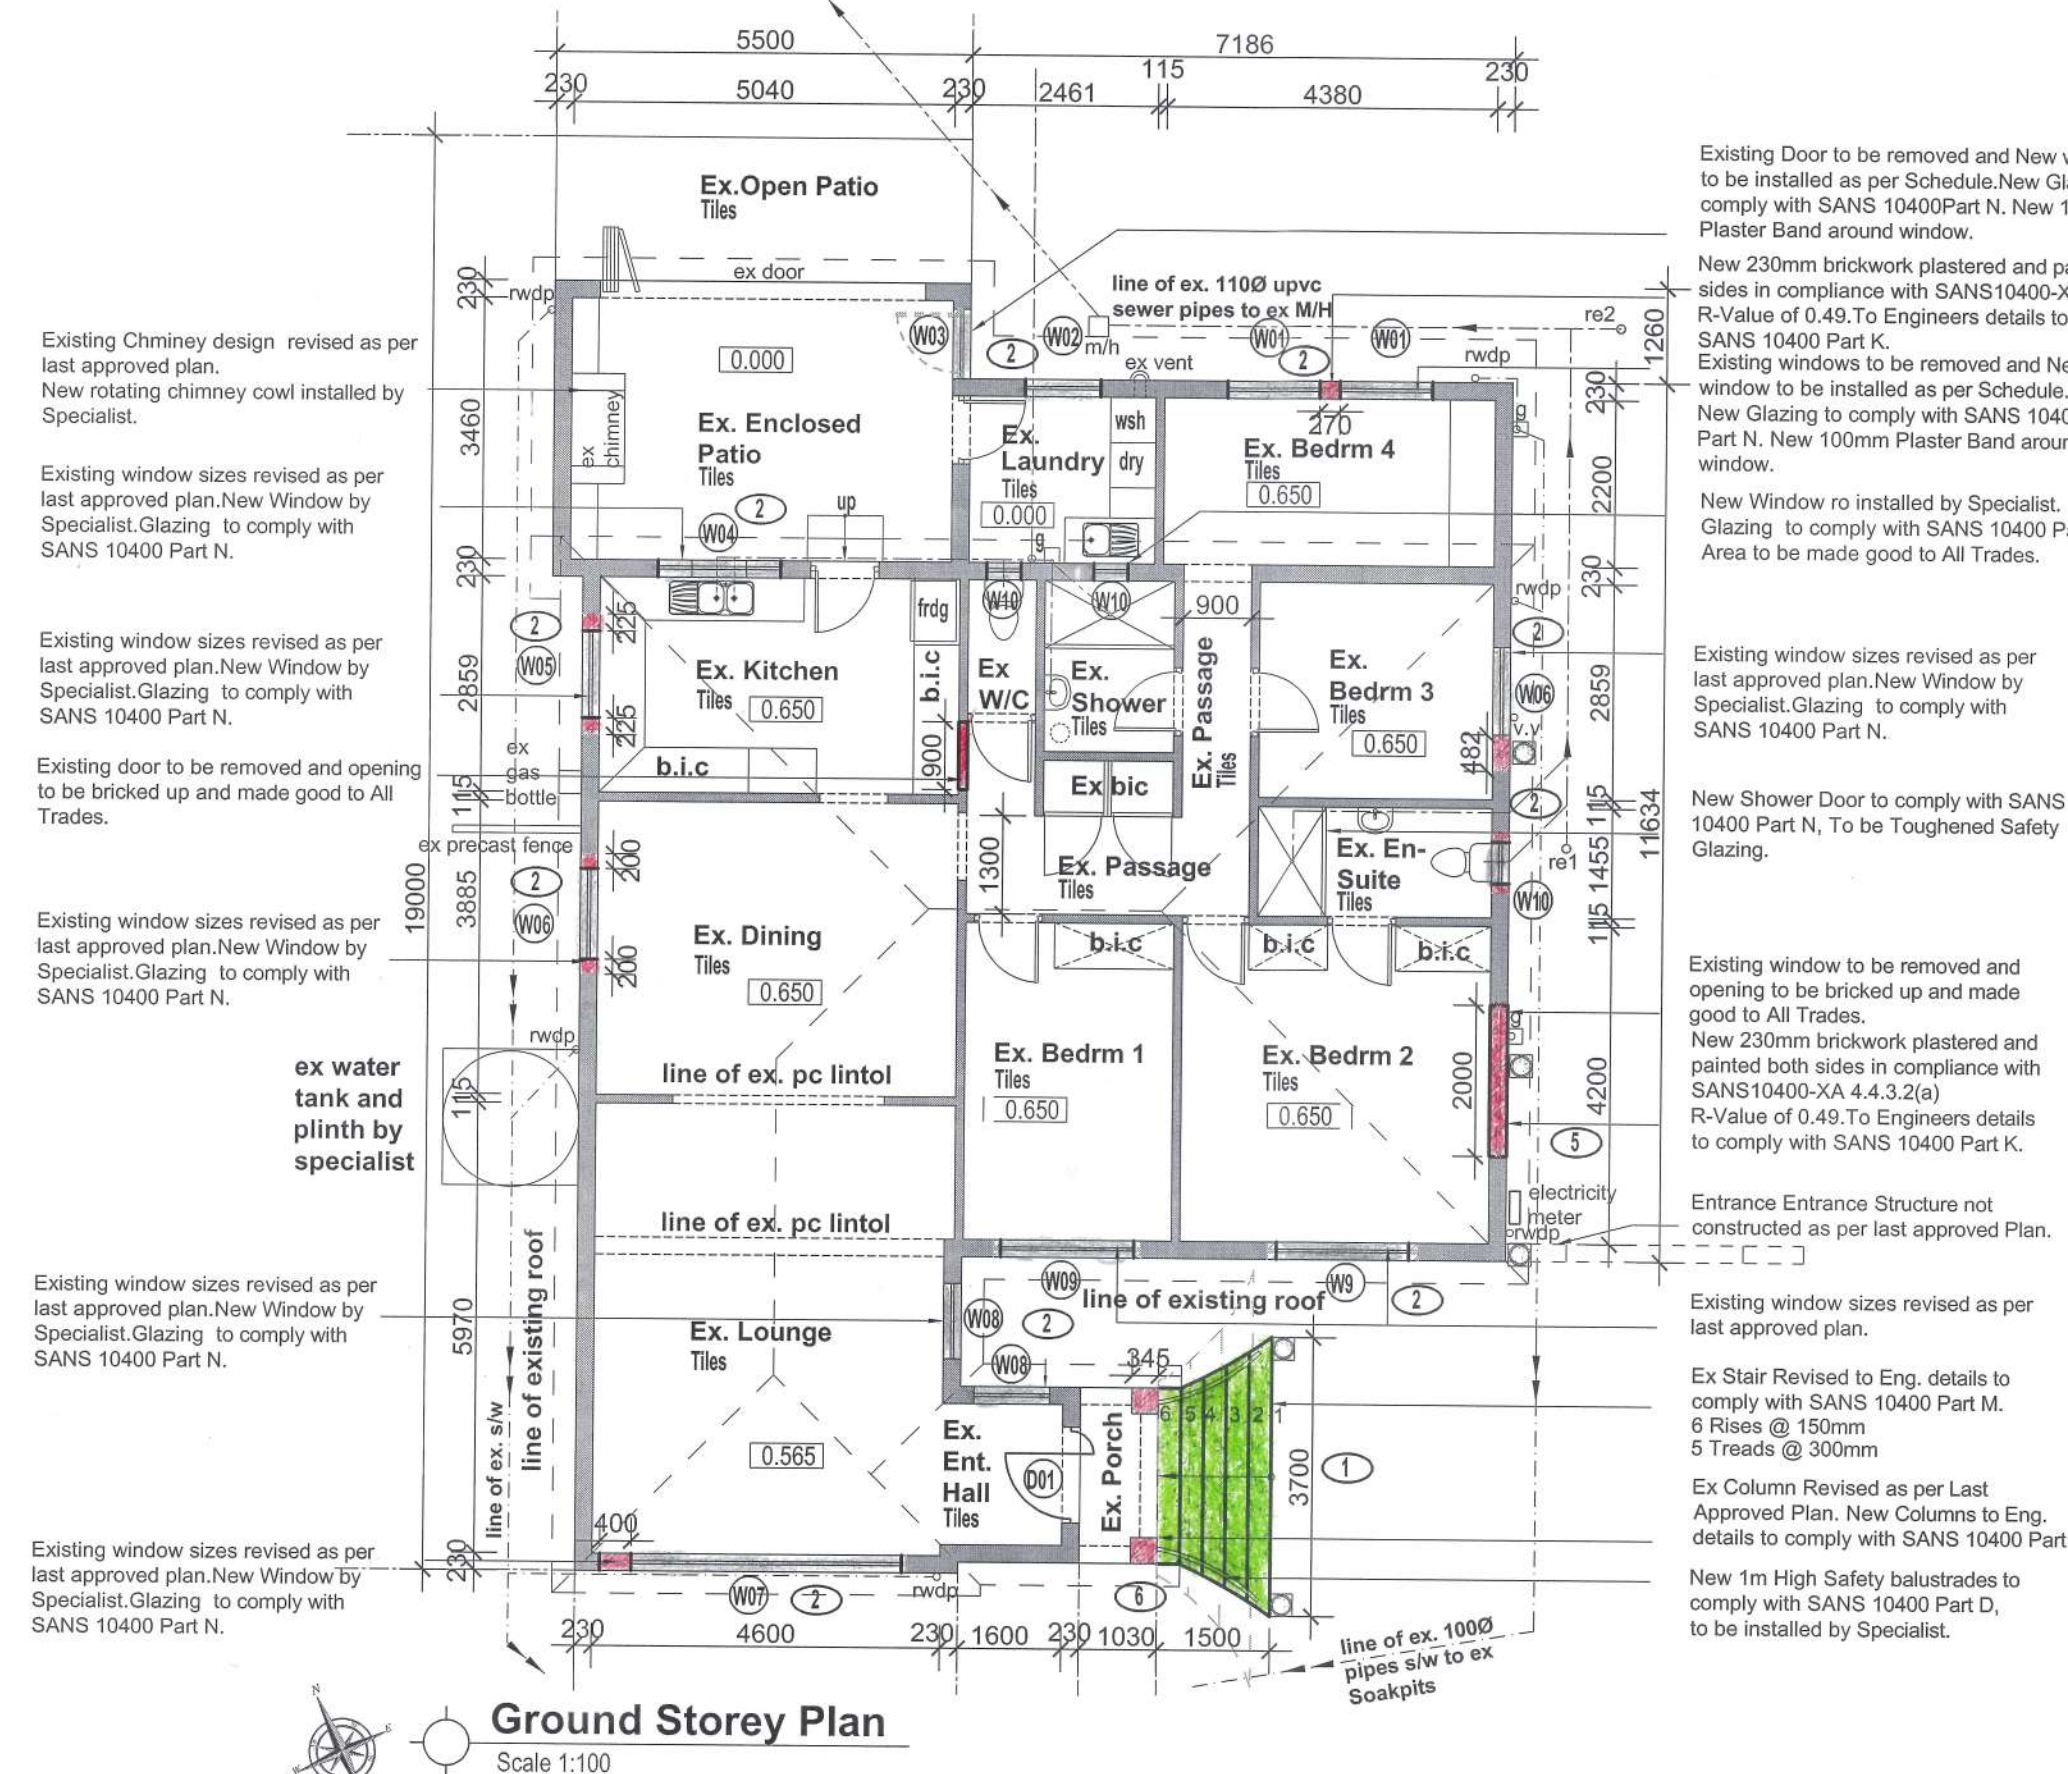 5500
7186
115
230
5040
230
2461
4380
230
Ex.Open Patio
Tiles
ex door
230
rwdp
line of ex. 110Ø upvc
sewer pipes to ex M/H
re2
1260
Existing Door to be removed and New
to be installed as per Schedule.New
comply with SANS 10400Part N. New
Plaster Band around window.
New 230mm brickwork plastered and
sides in compliance with
R-Value of 0.49.To Engineers details to
SANS 10400 Part K.
Existing windows to be removed and
window to be installed as per Schedule.
New Glazing to comply with SANS
Part N. New 100mm Plaster Band
window.
New Window ro installed by Specialist.
Glazing to comply with SANS 10400
Area to be made good to All Trades.
Existing Chminey design revised as per
last approved plan.
New rotating chimney cowl installed by
Specialist.
Existing window sizes revised as per
last approved plan.New Window by
Specialist.Glazing to comply with
SANS 10400 Part N.
0.000
W03
2
W02
m/h
W01
2
W01
rwdp
ex vent
3460
ex
chimney
Ex. Enclosed
Patio
Tiles
2
W04
up
Ex.
Laundry
Tiles
0.000
wsh
dry
g
270
Ex. Bedrm 4
Tiles
0.650
g
230
2200
230
230
rwdp
Existing window sizes revised as per
last approved plan.New Window by
Specialist.Glazing to comply with
SANS 10400 Part N.
2
W05
2859
225
225
Ex. Kitchen
Tiles
0.650
frdg
b.i.c
b.i.c
900
W10
Ex
W/C
W10
Ex.
Shower
Tiles
900
Ex. Passage
Tiles
Ex.
Bedrm 3
Tiles
0.650
482
2
W06
v.v
2859
Existing window sizes revised as per
last approved plan.New Window by
Specialist.Glazing to comply with
SANS 10400 Part N.
Existing door to be removed and opening
to be bricked up and made good to All
Trades.
ex
gas
bottle
115
ex precast fence
Ex bic
2
115
11634
New Shower Door to comply with SANS
10400 Part N, To be Toughened Safety
Glazing.
19000
3885
2
W06
200
200
Ex. Dining
Tiles
0.650
1300
Ex. Passage
Tiles
Ex. En-
Suite
Tiles
re1
W10
1455
115
Existing window sizes revised as per
last approved plan.New Window by
Specialist.Glazing to comply with
SANS 10400 Part N.
b.i.c
b.i.c
b.i.c
Existing window to be removed and
opening to be bricked up and made
good to All Trades.
New 230mm brickwork plastered and
painted both sides in compliance with
SANS10400-XA 4.4.3.2(a)
R-Value of 0.49.To Engineers details
to comply with SANS 10400 Part K.
rwdp
ex water
tank and
plinth by
specialist
115
line of ex. pc lintol
Ex. Bedrm 1
Tiles
0.650
Ex. Bedrm 2
Tiles
0.650
2000
g
4200
5
electricity
meter
rwdp
Entrance Entrance Structure not
constructed as per last approved Plan.
line of ex. pc lintol
Existing window sizes revised as per
last approved plan.New Window by
Specialist.Glazing to comply with
SANS 10400 Part N.
5970
line of existing roof
line of ex. s/w
Ex. Lounge
Tiles
0.565
W09
W9
2
line of existing roof
W08
2
W08
345
Existing window sizes revised as per
last approved plan.
Ex Stair Revised to Eng. details to
comply with SANS 10400 Part M.
6 Rises @ 150mm
5 Treads @ 300mm
6 5 4 3 2 1
Ex.
Ent.
Hall
Tiles
D01
Ex. Porch
3700
1
Ex Column Revised as per Last
Approved Plan. New Columns to Eng.
details to comply with SANS 10400 Part
New 1m High Safety balustrades to
comply with SANS 10400 Part D,
to be installed by Specialist.
Existing window sizes revised as per
last approved plan.New Window by
Specialist.Glazing to comply with
SANS 10400 Part N.
400
230
W07
2
rwdp
6
230
4600
230
1600
230
1030
1500
line of ex. 100Ø
pipes s/w to ex
Soakpits
N
E
W
Ground Storey Plan
Scale 1:100